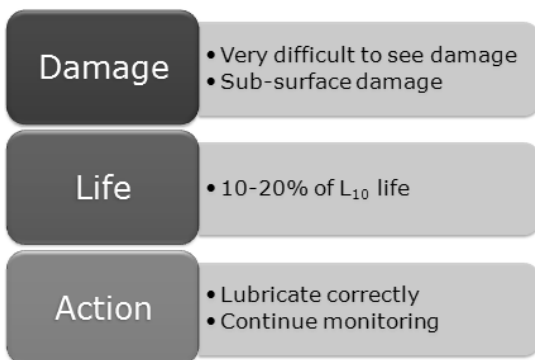 Damage
• Very difficult to see damage
• Sub-surface damage
Life
• 10-20% of L₁₀ life
Action
• Lubricate correctly
• Continue monitoring